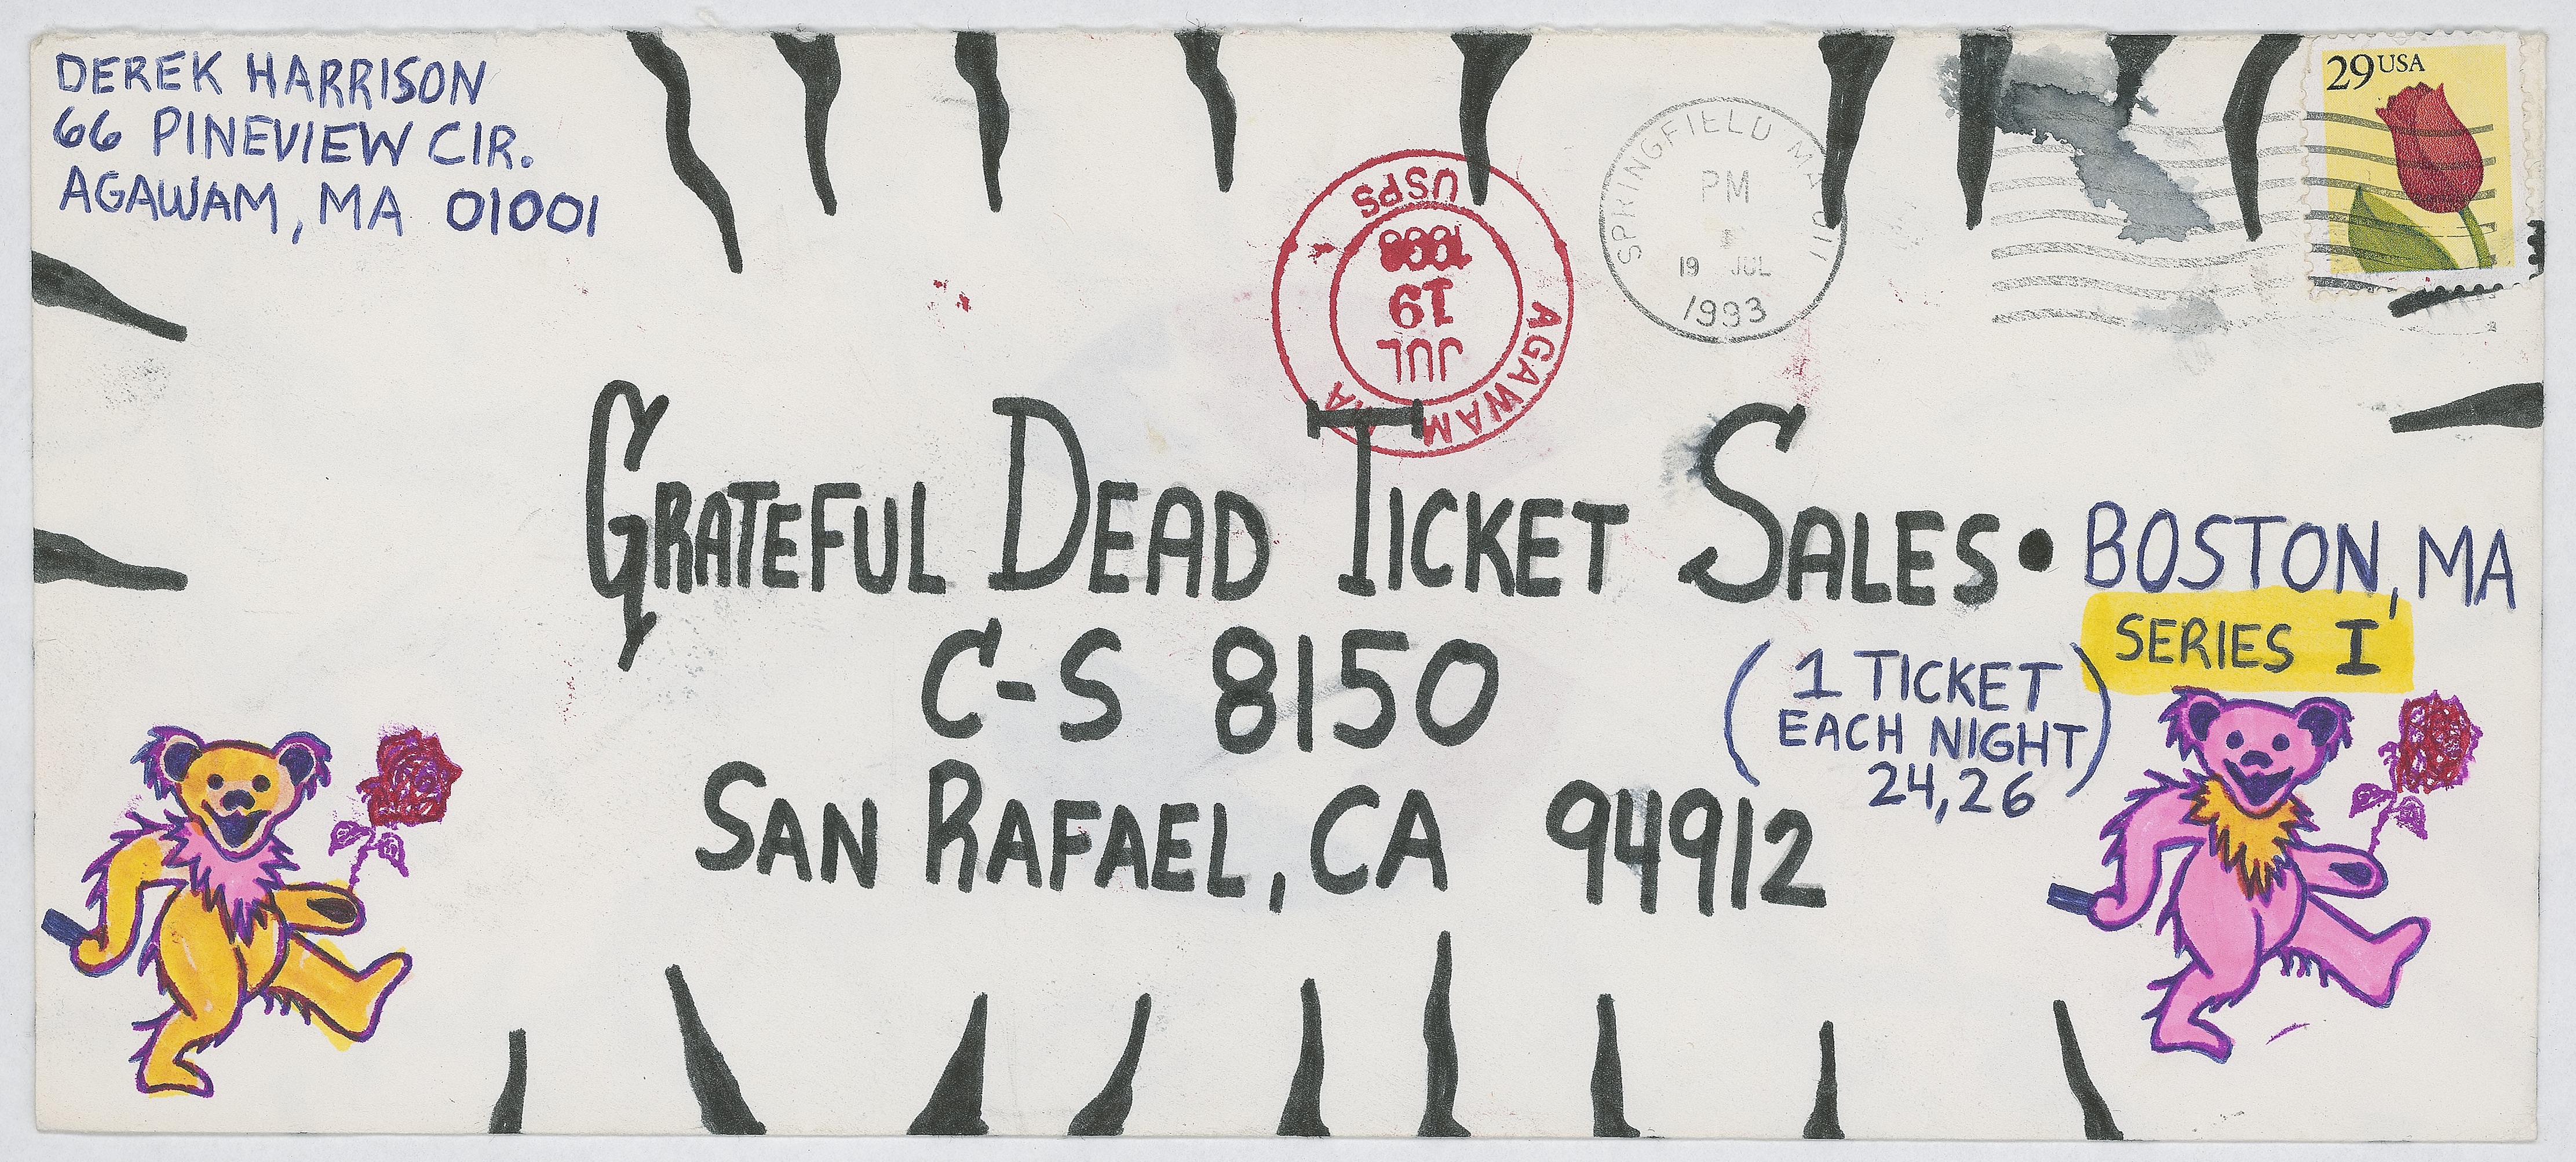 DEREK HARRISON
66 PINEVIEW CIR.
AGAWAM, MA 01001
29 USA
SPRINGFIELD MA
PM
19 JUL
1993
AGAWAM
JUL
19
USPS
GRATEFUL DEAD TICKET SALES • BOSTON, MA
SERIES I
C-S 8150
(1 TICKET
EACH NIGHT)
24,26
SAN RAFAEL, CA 94912